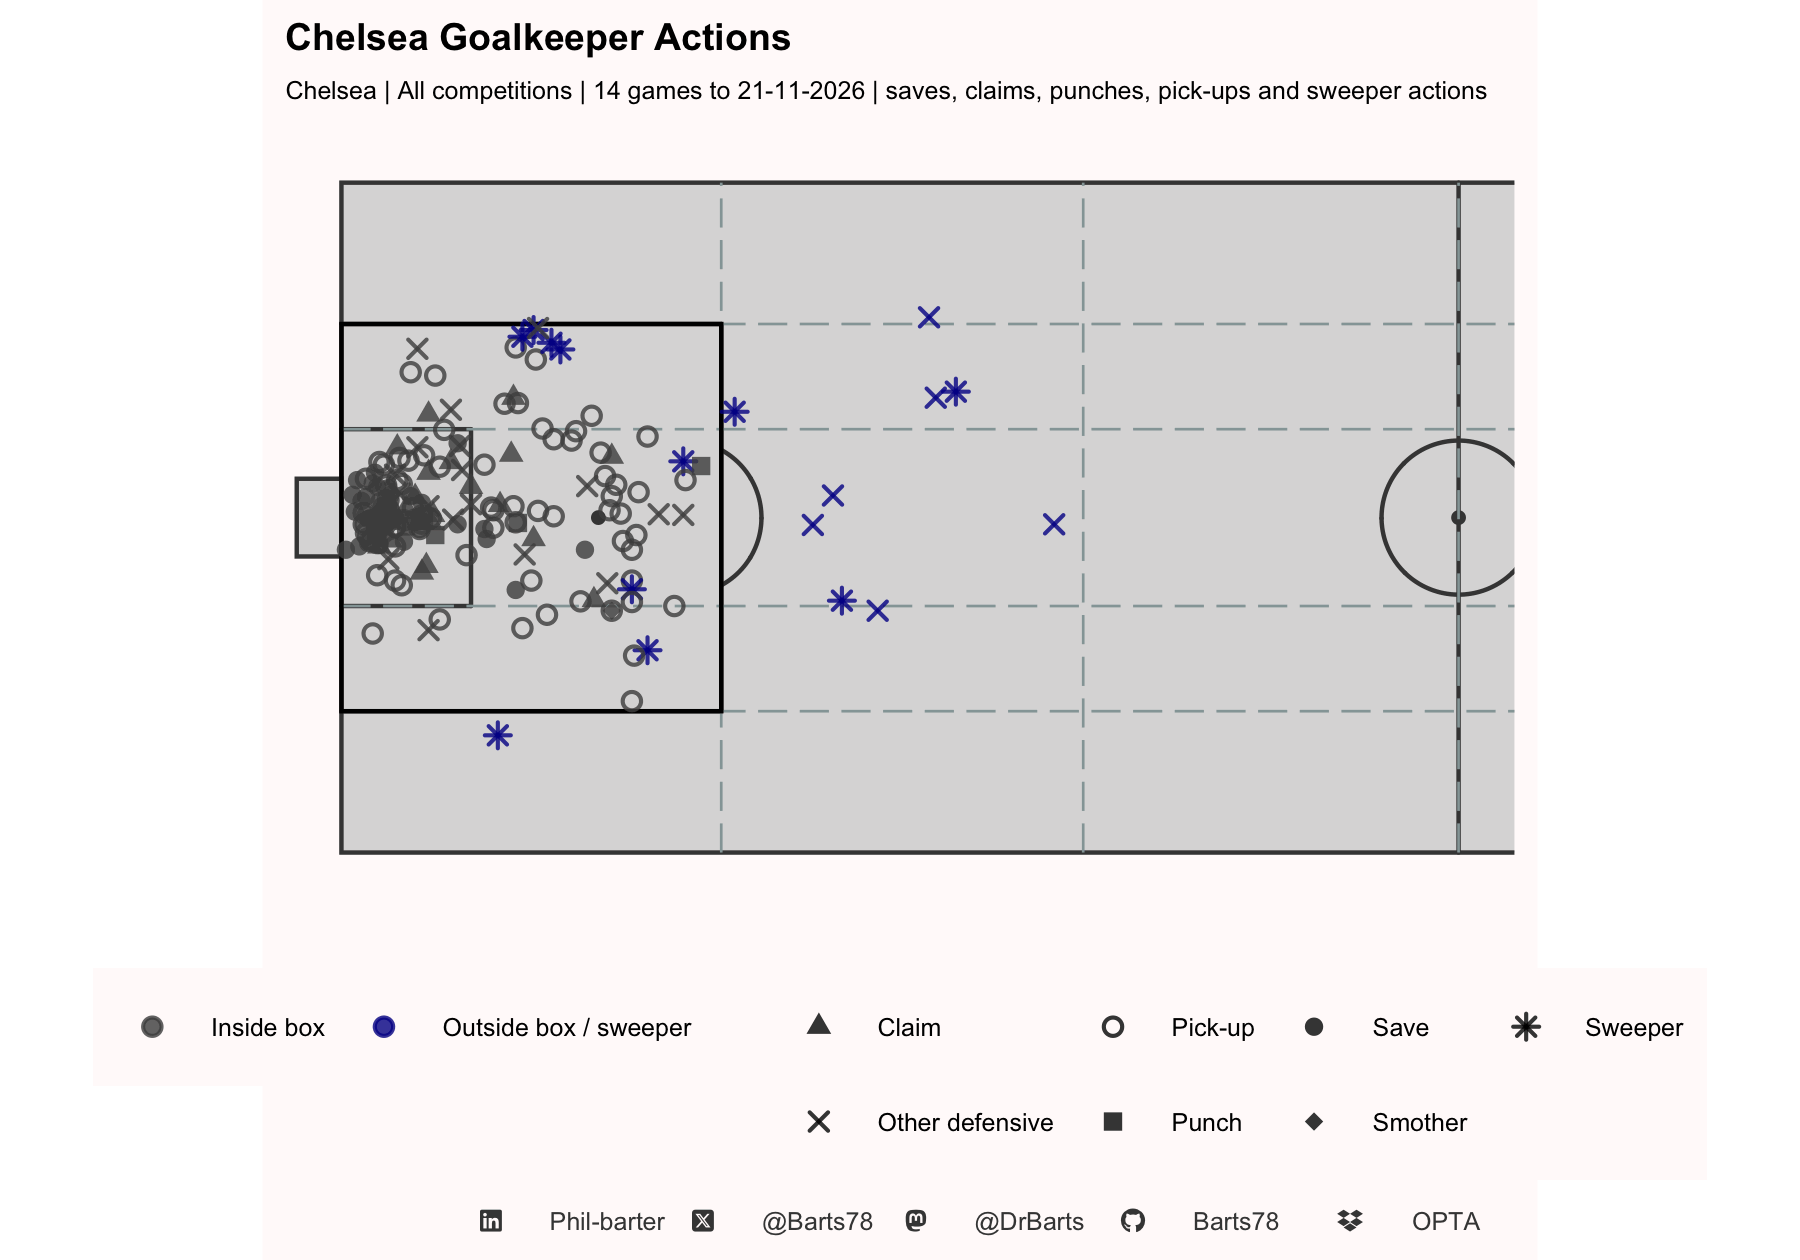 Chelsea Goalkeeper Actions
Chelsea | All competitions | 14 games to 21-11-2026 | saves, claims, punches, pick-ups and sweeper actions
Inside box Outside box / sweeper Claim Pick-up Save Sweeper
Other defensive Punch Smother
Phil-barter @Barts78 @DrBarts Barts78 OPTA